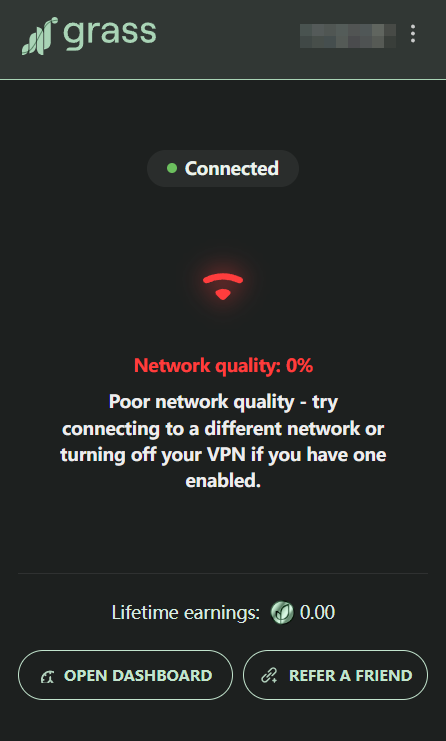 grass
Connected
Network quality: 0%
Poor network quality - try
connecting to a different network or
turning off your VPN if you have one
enabled.
Lifetime earnings: 0.00
OPEN DASHBOARD
REFER A FRIEND